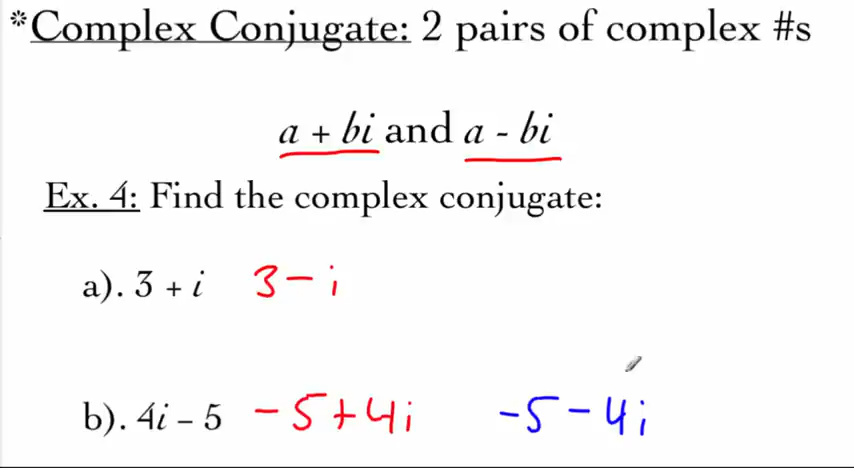 *Complex Conjugate: 2 pairs of complex #s
a + bi and a - bi
Ex. 4: Find the complex conjugate:
a). 3 + i 3 - i
b). 4i – 5 -5+4i -5-4i